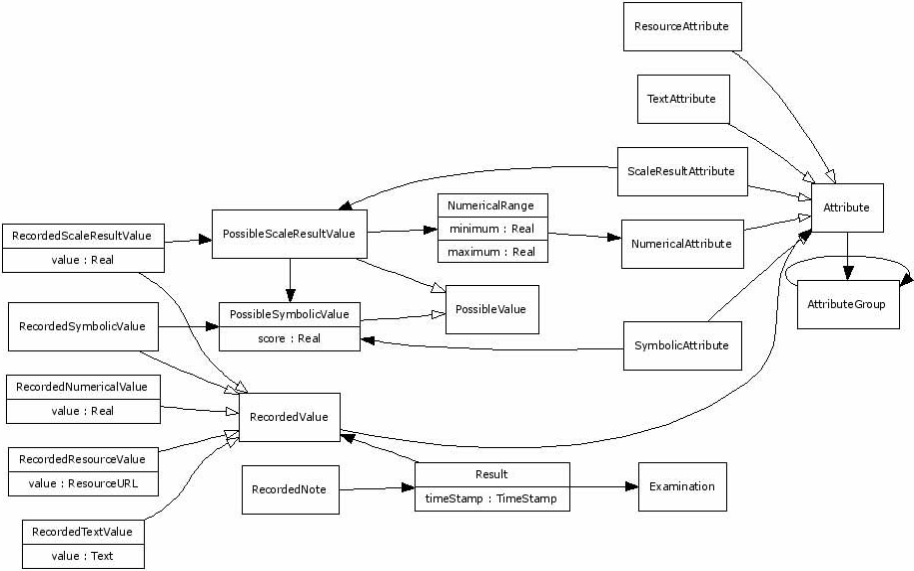 ResourceAttribute
TextAttribute
ScaleResultAttribute
Attribute
NumericalRange
minimum : Real
maximum : Real
PossibleScaleResultValue
NumericalAttribute
RecordedScaleResultValue
value : Real
AttributeGroup
PossibleValue
PossibleSymbolicValue
score : Real
RecordedSymbolicValue
SymbolicAttribute
RecordedNumericalValue
value : Real
RecordedValue
RecordedResourceValue
value : ResourceURL
RecordedNote
Result
timeStamp : TimeStamp
Examination
RecordedTextValue
value : Text